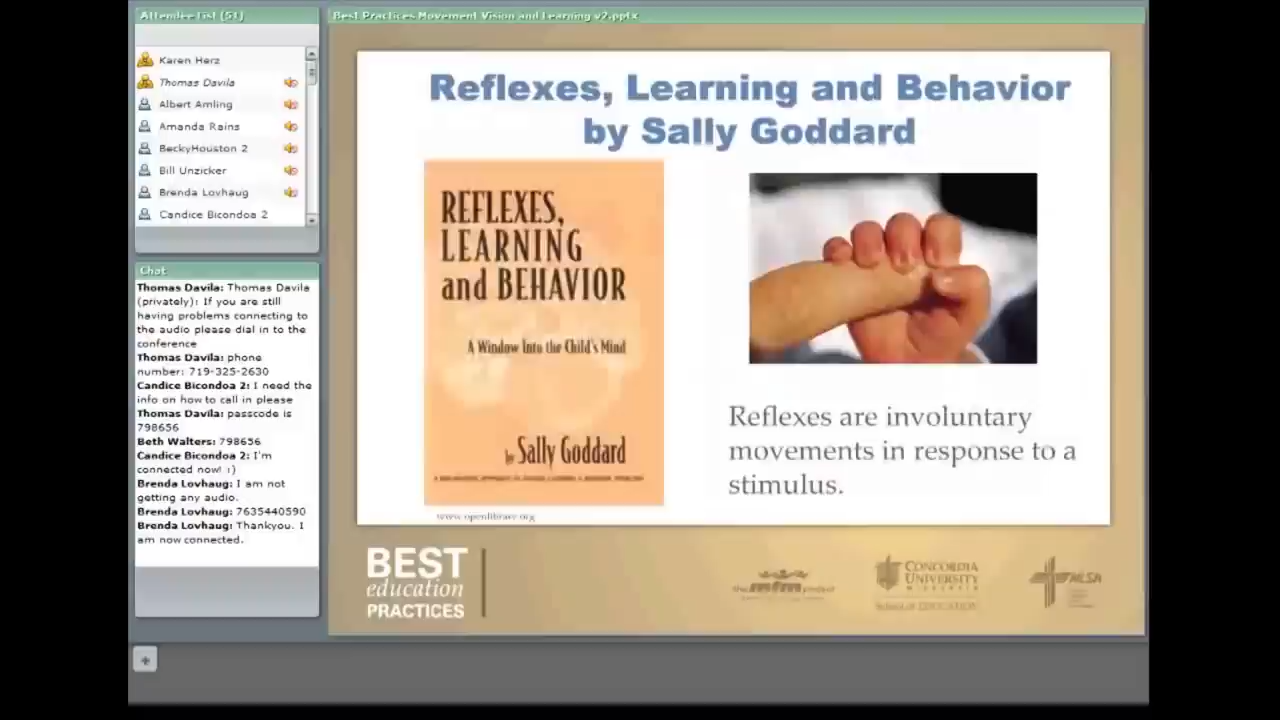 Attendee List (51)
Karen Herz
Thomas Davila
Albert Amling
Amanda Rains
BeckyHouston 2
Bill Unzicker
Brenda Lovhaug
Candice Bicondoa 2
Chat
Thomas Davila: Thomas Davila
(privately): If you are still
having problems connecting to
the audio please dial in to the
conference
Thomas Davila: phone
number: 719-325-2630
Candice Bicondoa 2: I need the
info on how to call in please
Thomas Davila: passcode is
798656
Beth Walters: 798656
Candice Bicondoa 2: I'm
connected now! :)
Brenda Lovhaug: I am not
getting any audio.
Brenda Lovhaug: 7635440590
Brenda Lovhaug: Thankyou. I
am now connected.
Best Practices Movement Vision and Learning v2.pptx
Reflexes, Learning and Behavior
by Sally Goddard
REFLEXES,
LEARNING
and BEHAVIOR
A Window Into the Child's Mind
by Sally Goddard
www.openlibrary.org
Reflexes are involuntary
movements in response to a
stimulus.
BEST
education
PRACTICES
the mfm project
CONCORDIA
UNIVERSITY
SCHOOL OF EDUCATION